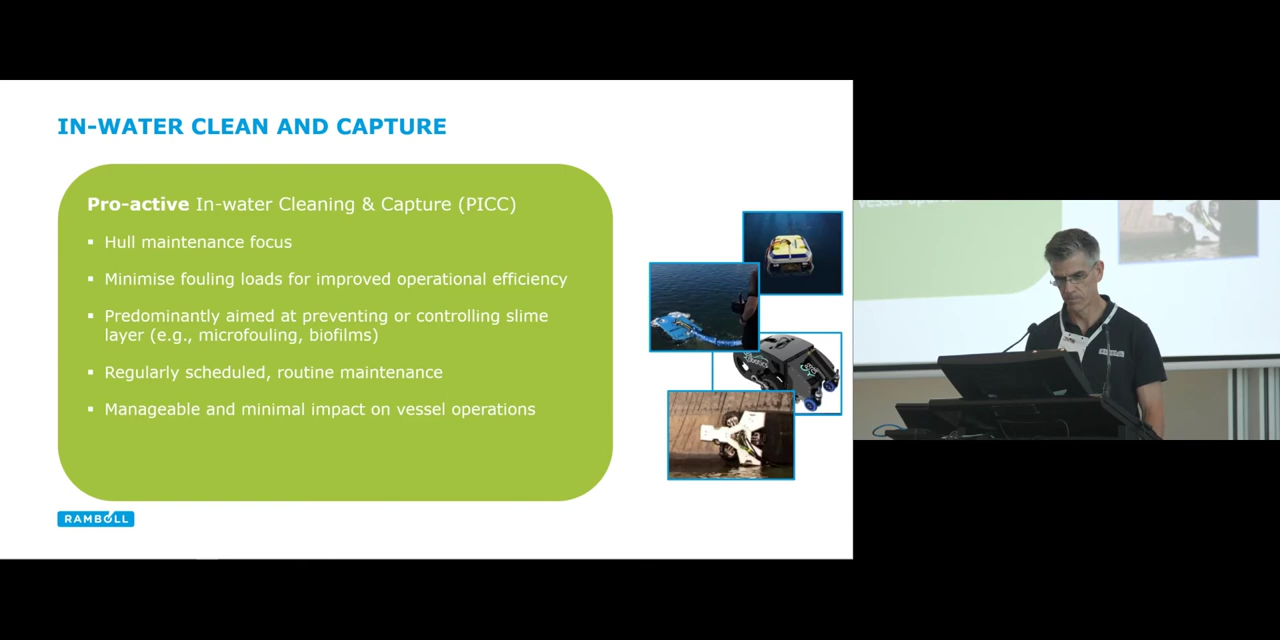 IN-WATER CLEAN AND CAPTURE
Pro-active In-water Cleaning & Capture (PICC)
▪ Hull maintenance focus
▪ Minimise fouling loads for improved operational efficiency
▪ Predominantly aimed at preventing or controlling slime
layer (e.g., microfouling, biofilms)
▪ Regularly scheduled, routine maintenance
▪ Manageable and minimal impact on vessel operations
RAMBOLL